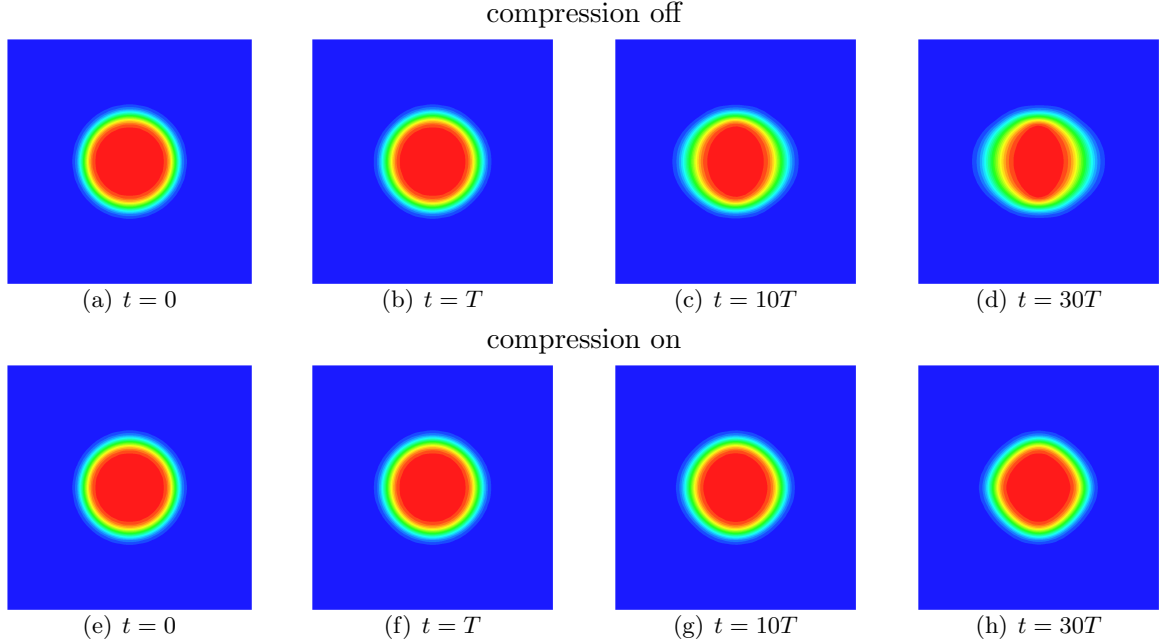 compression off
(a) t = 0
(b) t = T
(c) t = 10T
(d) t = 30T
compression on
(e) t = 0
(f) t = T
(g) t = 10T
(h) t = 30T